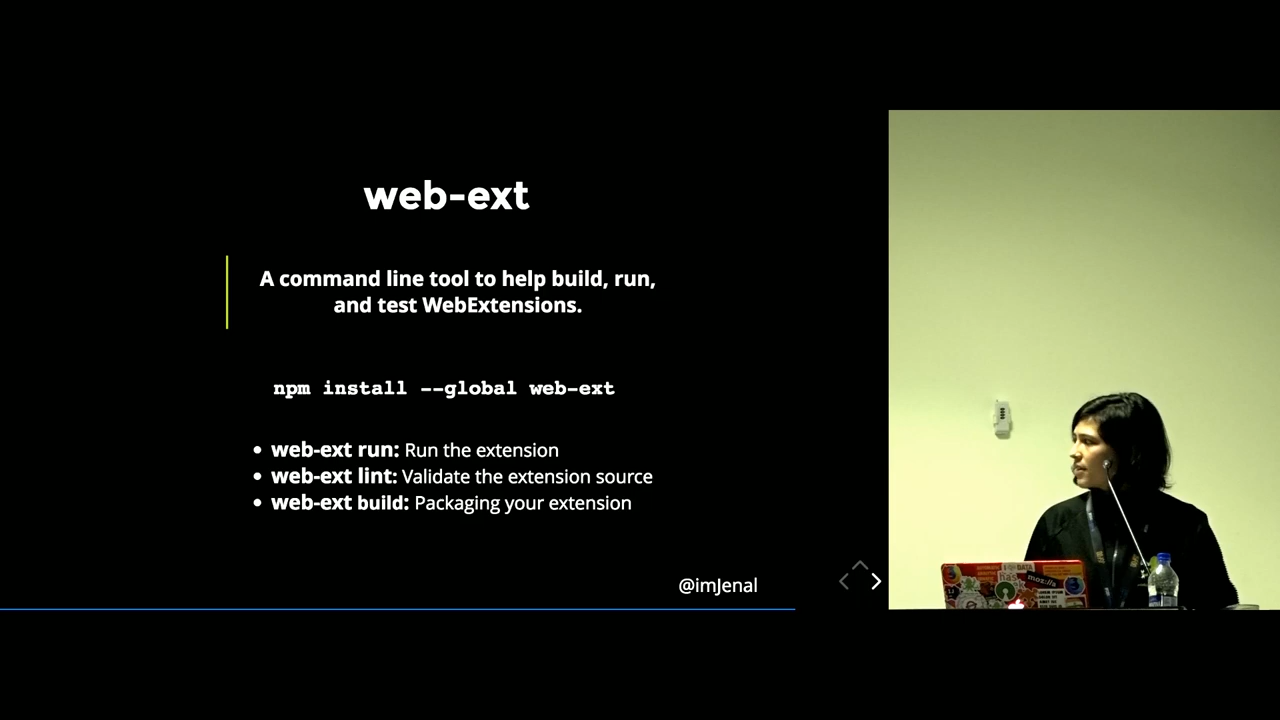 web-ext
A command line tool to help build, run,
and test WebExtensions.
npm install --global web-ext
• web-ext run: Run the extension
• web-ext lint: Validate the extension source
• web-ext build: Packaging your extension
@imJenal
moz://a